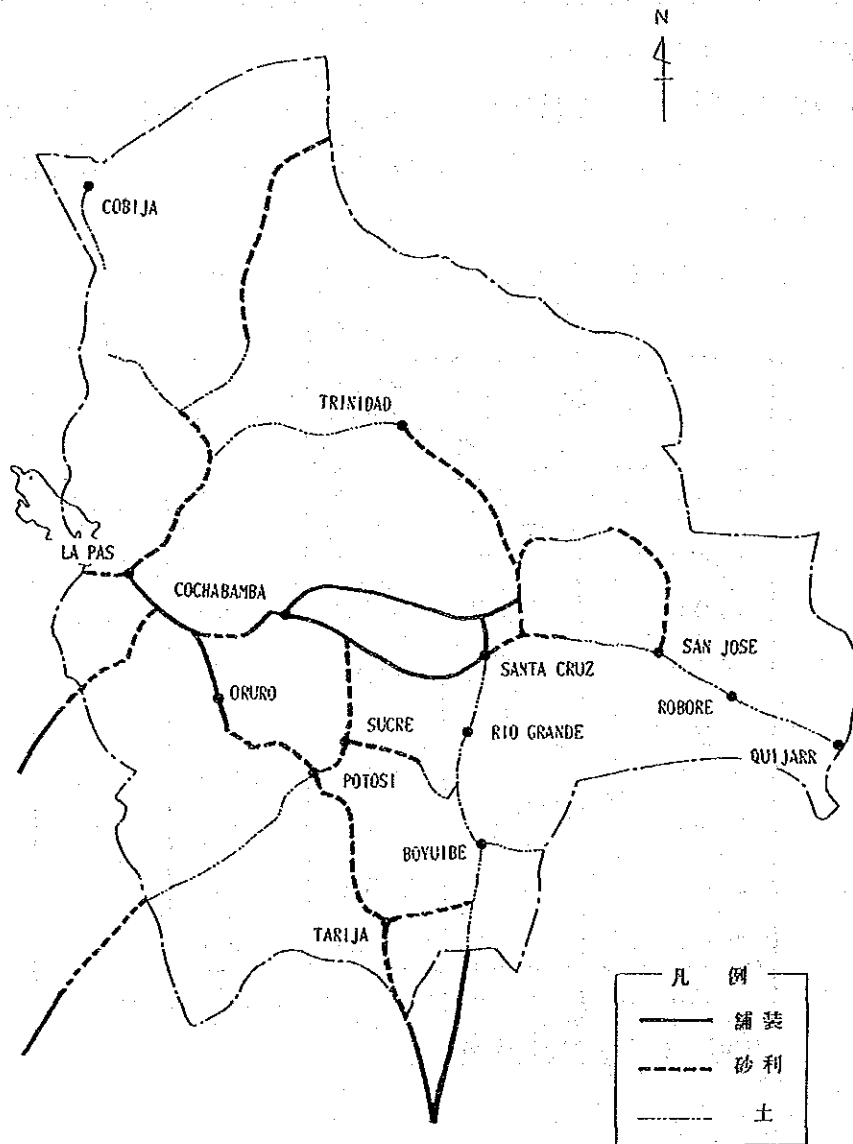 N
COBIJA
TRINIDAD
LA PAS
COCHABAMBA
SANTA CRUZ
SAN JOSE
ORURO
ROBORE
SUCRE
RIO GRANDE
QUIJARR
POTOSI
BOYUIBE
TARIJA
凡 例
舗装
砂利
土